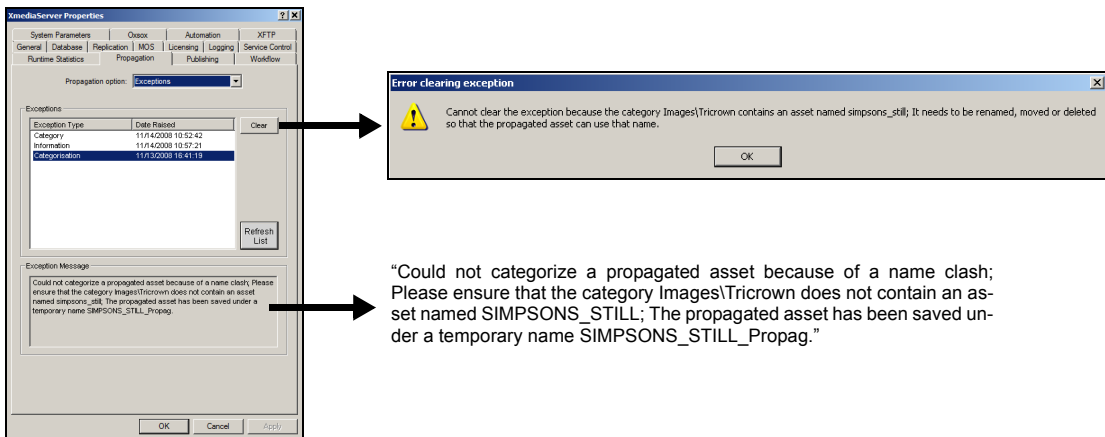 XmediaServer Properties
System Parameters Oxsox Automation XFTP
General Database Replication MOS Licensing Logging Service Control
Runtime Statistics Propagation Publishing Workflow
Propagation option: Exceptions
Exceptions
Exception Type Date Raised
Category 11/14/2008 10:52:42
Information 11/14/2008 10:57:21
Categorisation 11/13/2008 16:41:19
Clear
Refresh
List
Exception Message
Could not categorize a propagated asset because of a name clash; Please
ensure that the category Images\Tricrown does not contain an asset
named simpsons_still; The propagated asset has been saved under a
temporary name SIMPSONS_STILL_Propag.
OK Cancel Apply
Error clearing exception
Cannot clear the exception because the category Images\Tricrown contains an asset named simpsons_still; It needs to be renamed, moved or deleted
so that the propagated asset can use that name.
OK
“Could not categorize a propagated asset because of a name clash;
Please ensure that the category Images\Tricrown does not contain an as-
set named SIMPSONS_STILL; The propagated asset has been saved un-
der a temporary name SIMPSONS_STILL_Propag.”